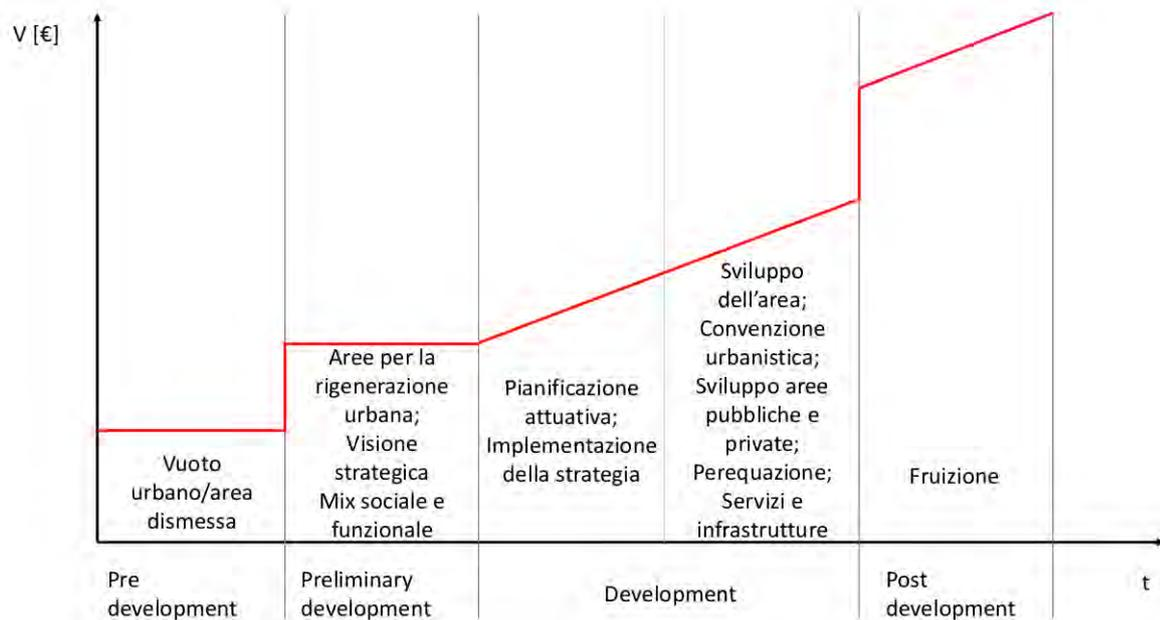 V [€]
Vuoto
urbano/area
dismessa
Aree per la
rigenerazione
urbana;
Visione
strategica
Mix sociale e
funzionale
Pianificazione
attuativa;
Implementazione
della strategia
Sviluppo
dell’area;
Convenzione
urbanistica;
Sviluppo aree
pubbliche e
private;
Perequazione;
Servizi e
infrastrutture
Fruizione
Pre
development
Preliminary
development
Development
Post
development
t